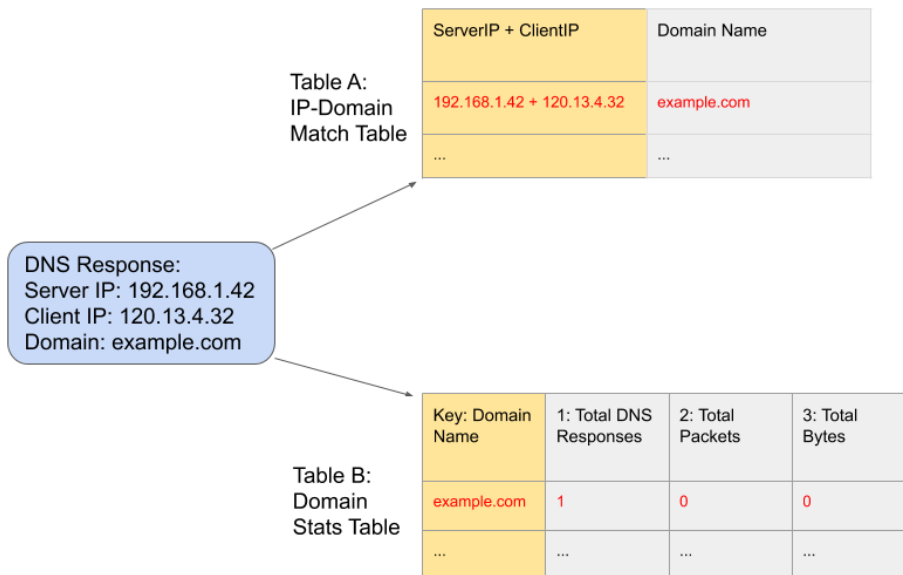 ServerIP + ClientIP
Domain Name
Table A:
IP-Domain
Match Table
192.168.1.42 + 120.13.4.32
example.com
...
...
DNS Response:
Server IP: 192.168.1.42
Client IP: 120.13.4.32
Domain: example.com
Key: Domain
Name
1: Total DNS
Responses
2: Total
Packets
3: Total
Bytes
Table B:
Domain
Stats Table
example.com
1
0
0
...
...
...
...